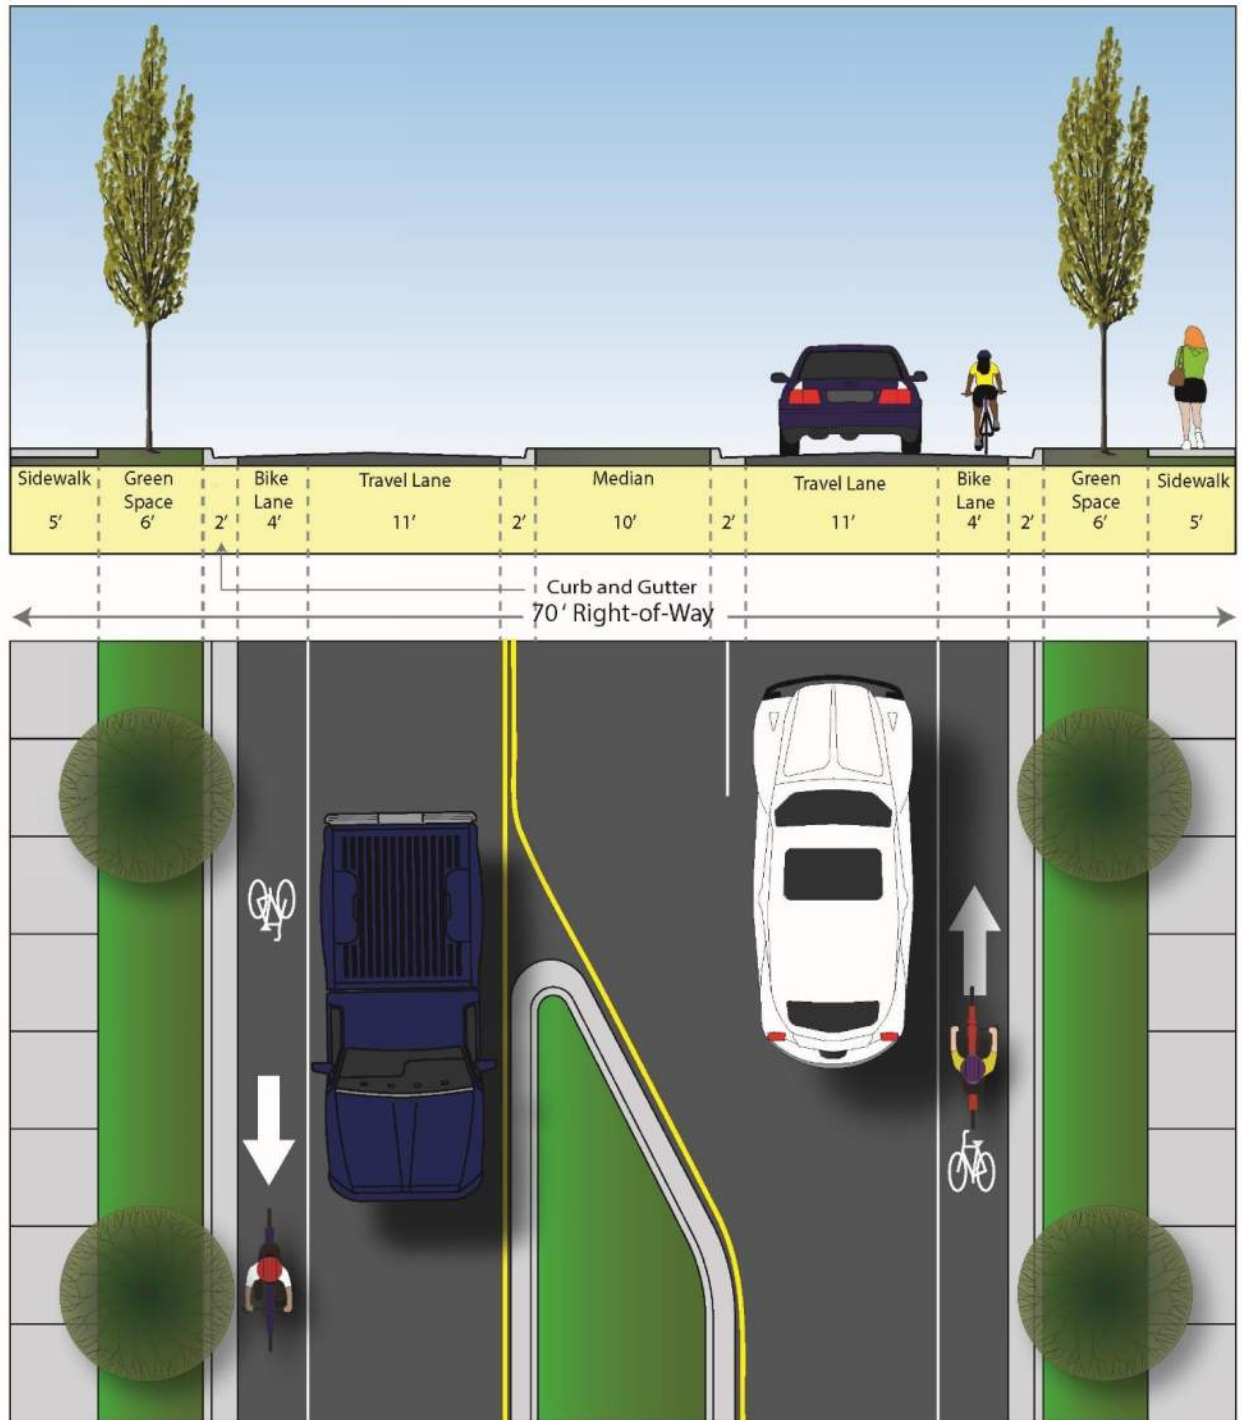 Sidewalk
5'
Green
Space
6'
2'
Bike
Lane
4'
Travel Lane
11'
2'
Median
10'
2'
Travel Lane
11'
Bike
Lane
4'
2'
Green
Space
6'
Sidewalk
5'
Curb and Gutter
70' Right-of-Way